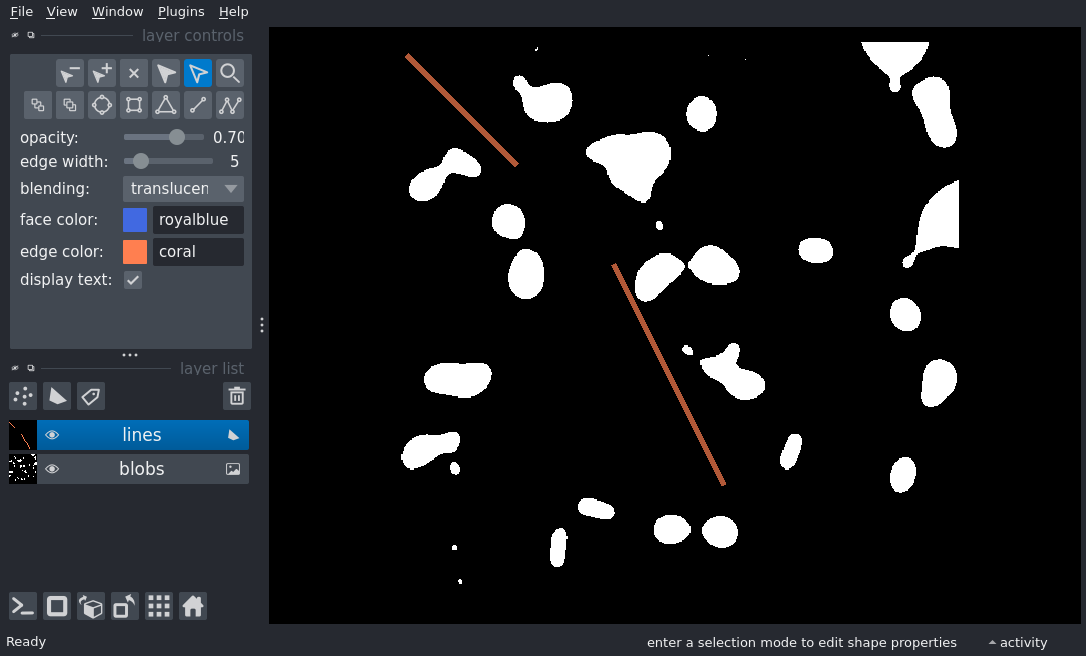 File View Window Plugins Help
layer controls
opacity: 0.70
edge width: 5
blending: translucen
face color: royalblue
edge color: coral
display text:
layer list
lines
blobs
Ready enter a selection mode to edit shape properties activity